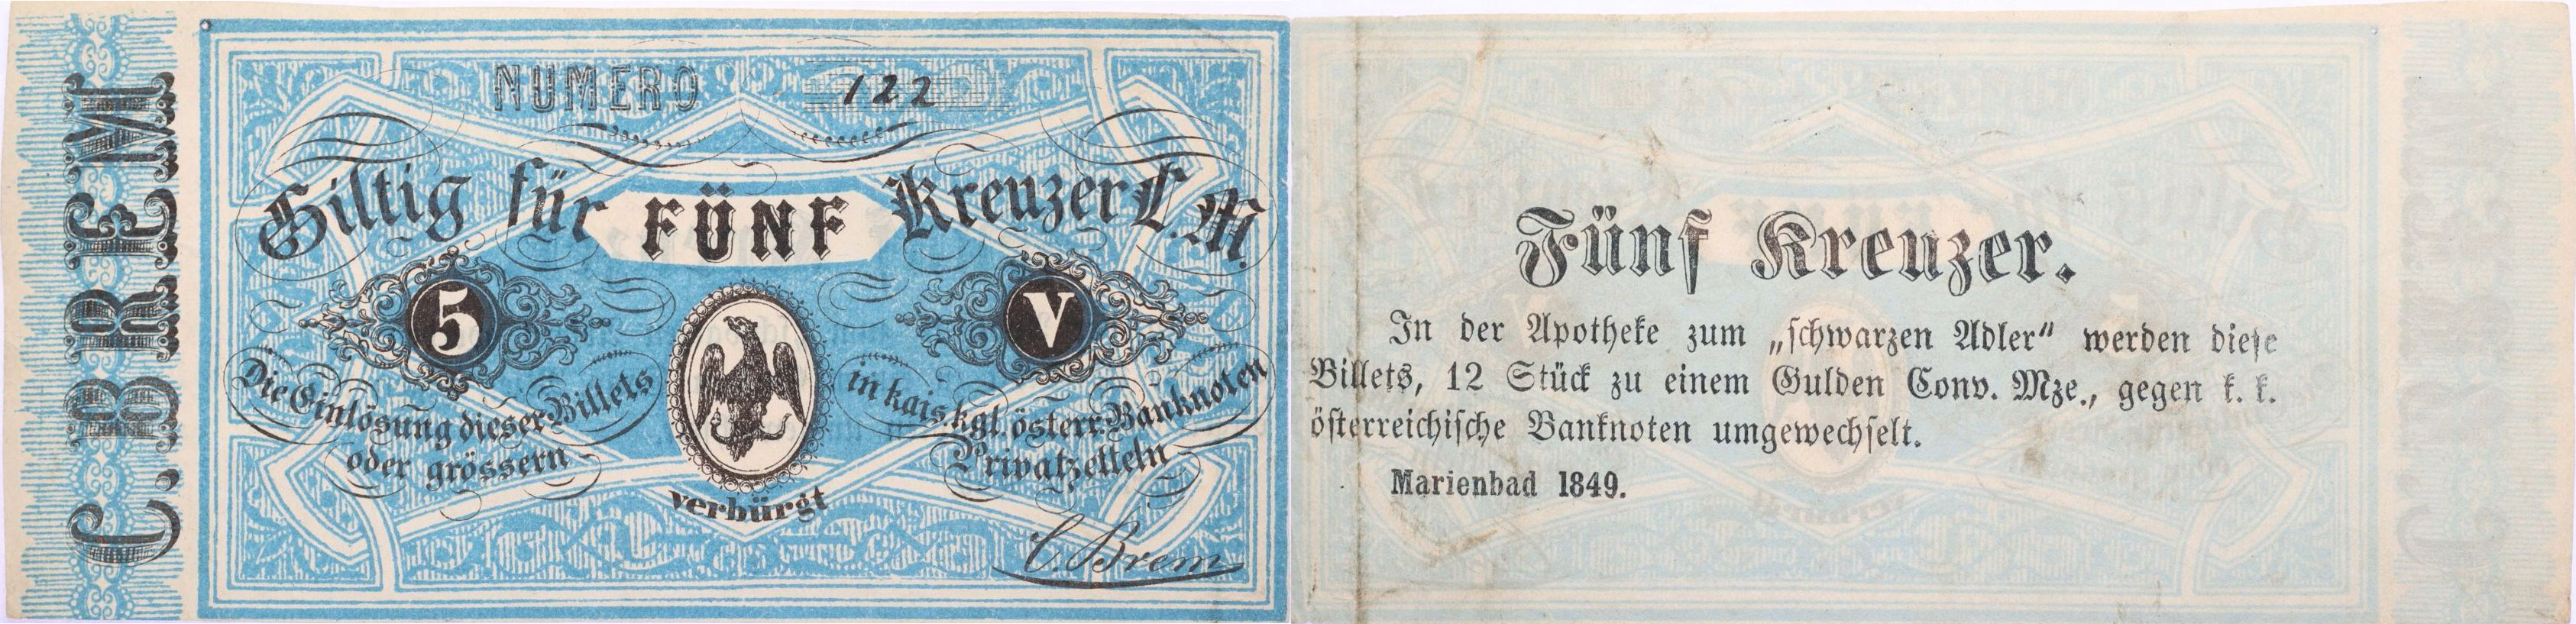 C. BREM
NUMERO 122
Giltig für FÜNF Kreuzer C.M.
5
V
Die Einlösung dieser Billets
oder grössern
in kais. kgl. österr. Banknoten
Privatzetteln
verbürgt
C. Brem
Fünf Kreuzer.
In der Apotheke zum „schwarzen Adler“ werden diese
Billets, 12 Stück zu einem Gulden Conv. Mze., gegen k. k.
österreichische Banknoten umgewechselt.
Marienbad 1849.